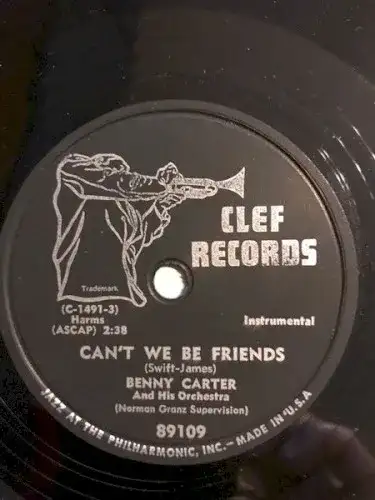 CLEF
RECORDS
Trademark
(C-1491-3)
Harms
(ASCAP) 2:38
Instrumental
CAN'T WE BE FRIENDS
(Swift-James)
BENNY CARTER
And His Orchestra
(Norman Granz Supervision)
89109
JAZZ AT THE PHILHARMONIC, INC.—MADE IN U.S.A